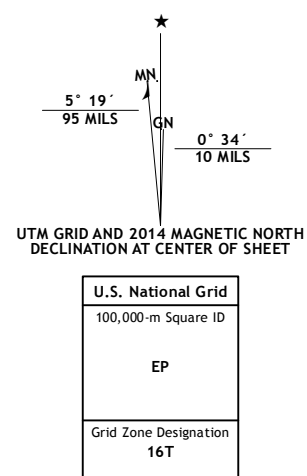 MN.
5° 19´
95 MILS
GN
0° 34´
10 MILS
UTM GRID AND 2014 MAGNETIC NORTH
DECLINATION AT CENTER OF SHEET
U.S. National Grid
100,000-m Square ID
EP
Grid Zone Designation
16T